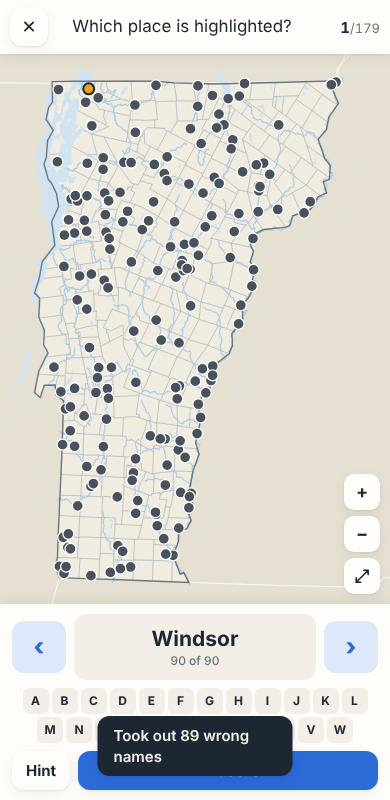 ✕ Which place is highlighted? 1/179
+
−
‹ Windsor ›
90 of 90
A B C D E F G H I J K L
M N V W
Took out 89 wrong names
Hint